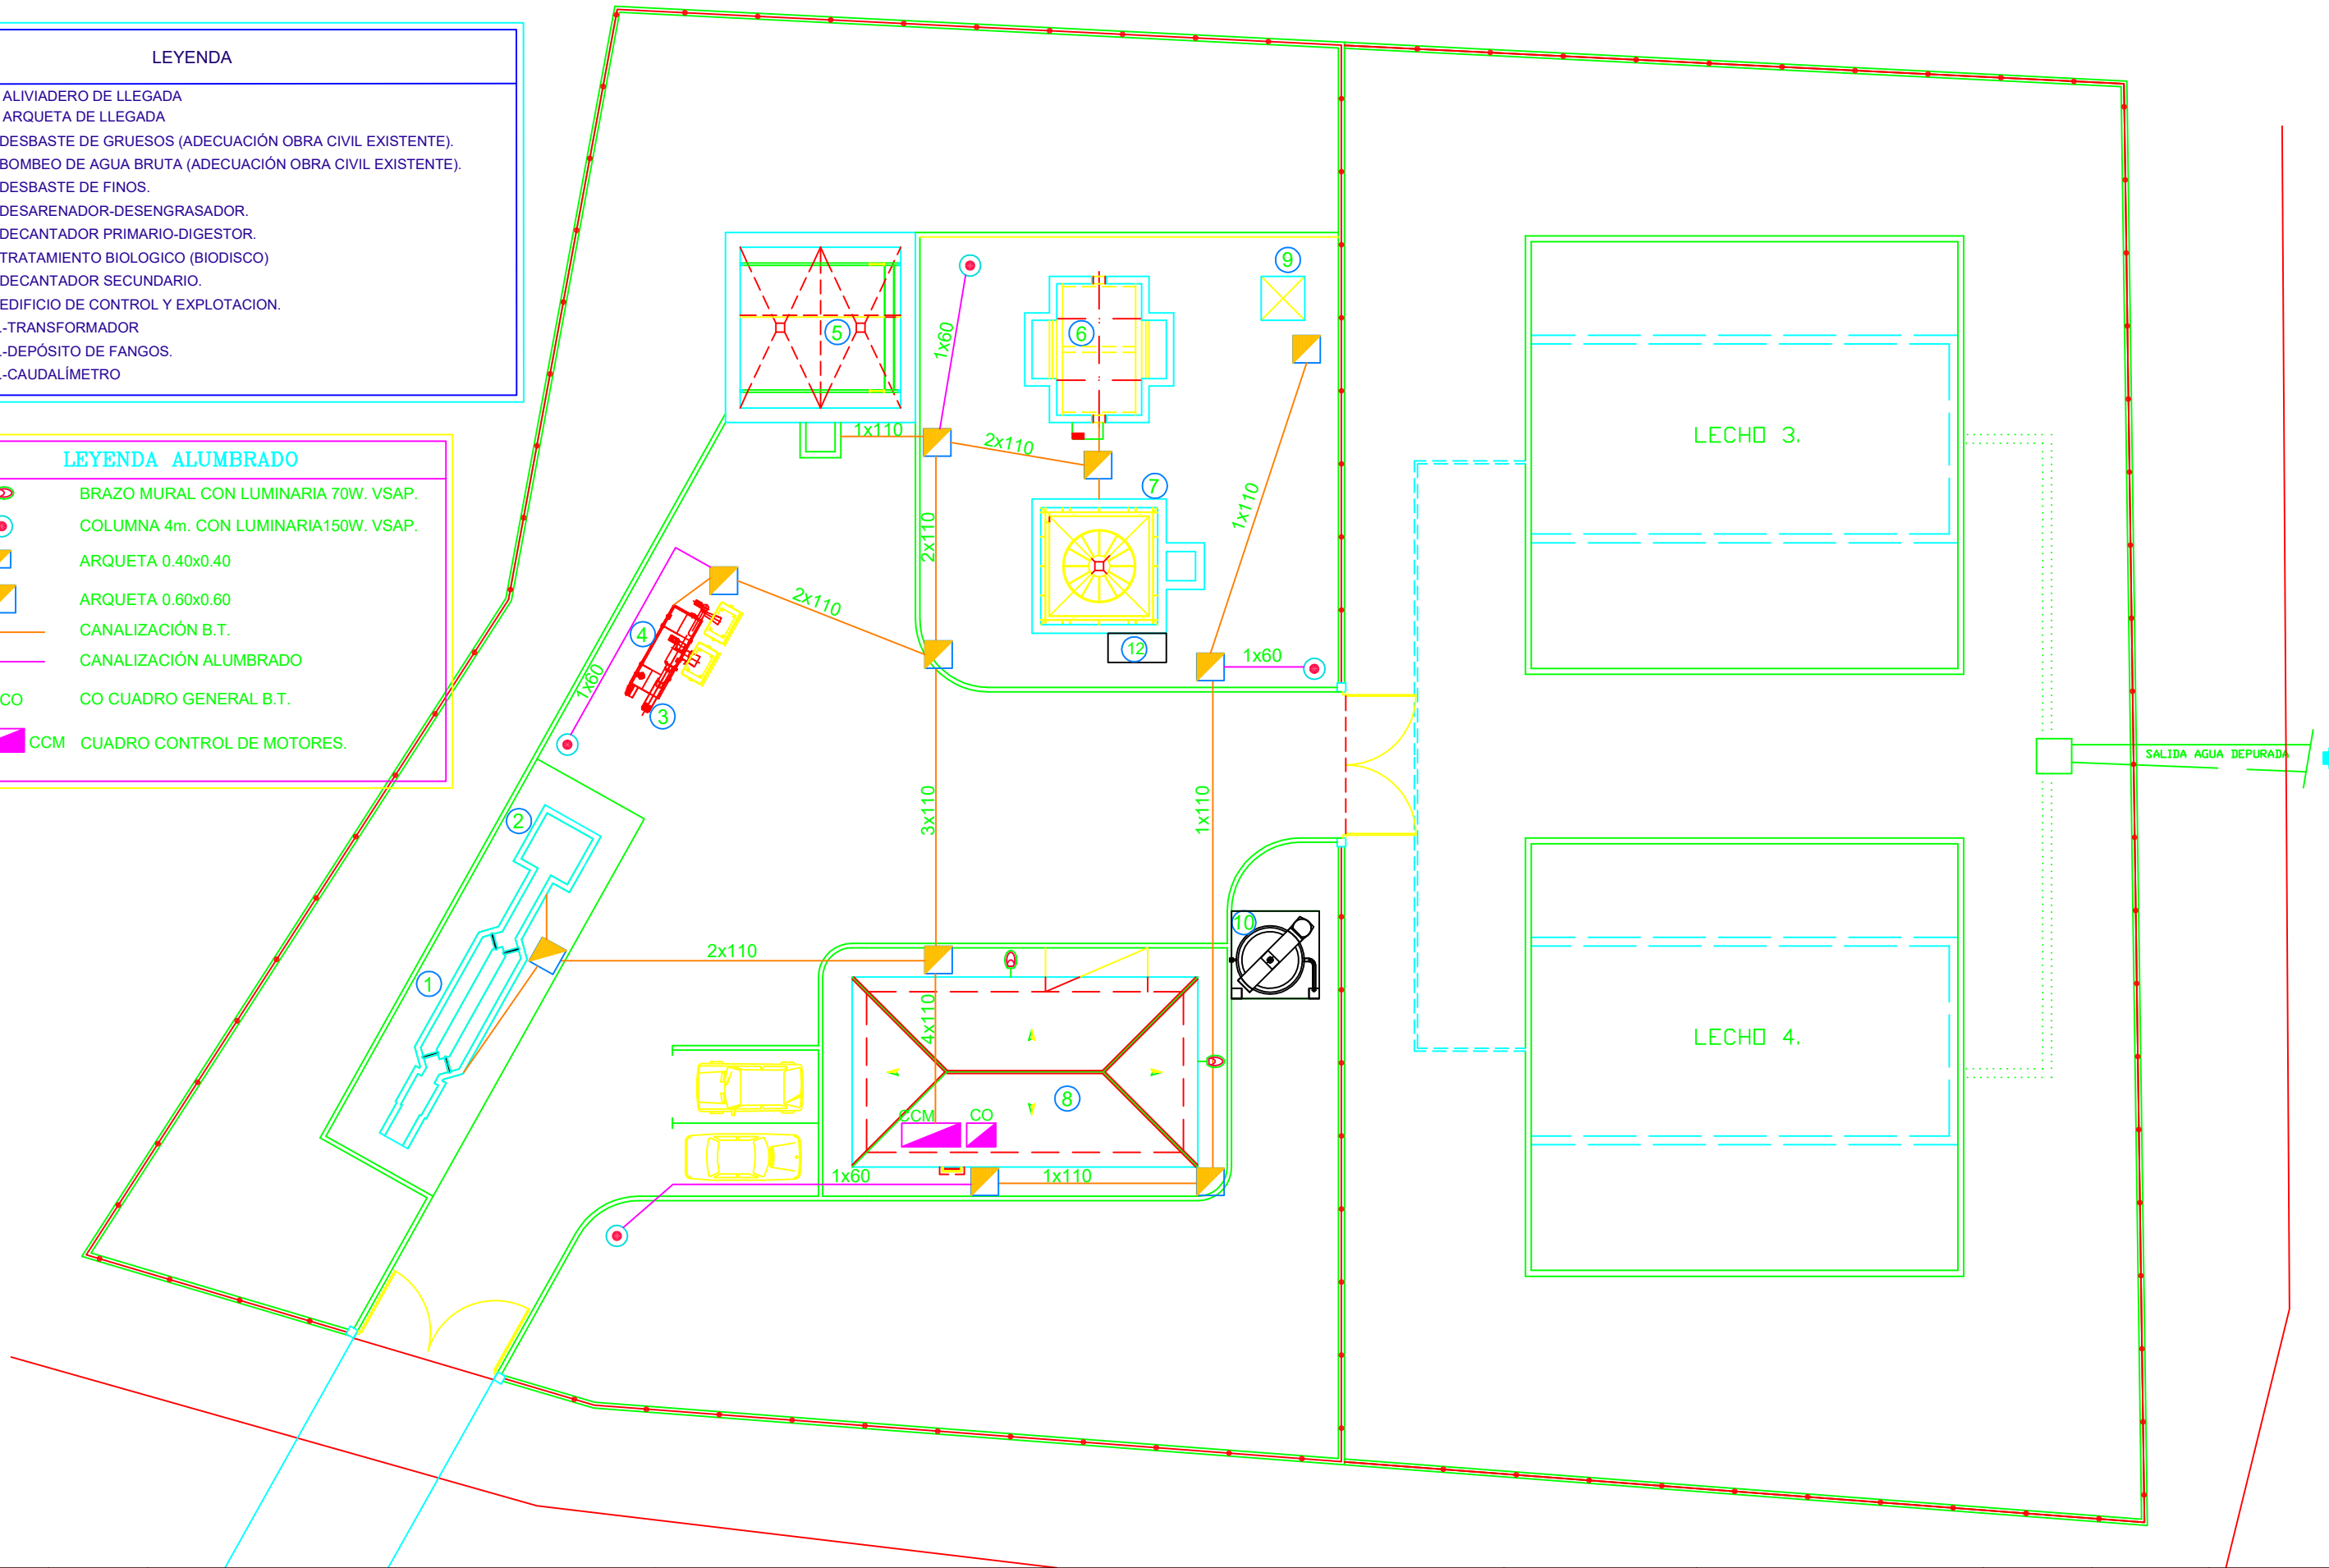 LEYENDA
ALIVIADERO DE LLEGADA
ARQUETA DE LLEGADA
DESBASTE DE GRUESOS (ADECUACIÓN OBRA CIVIL EXISTENTE).
BOMBEO DE AGUA BRUTA (ADECUACIÓN OBRA CIVIL EXISTENTE).
DESBASTE DE FINOS.
DESARENADOR-DESENGRASADOR.
DECANTADOR PRIMARIO-DIGESTOR.
TRATAMIENTO BIOLOGICO (BIODISCO)
DECANTADOR SECUNDARIO.
EDIFICIO DE CONTROL Y EXPLOTACION.
.-TRANSFORMADOR
.-DEPÓSITO DE FANGOS.
.-CAUDALÍMETRO
LEYENDA ALUMBRADO
BRAZO MURAL CON LUMINARIA 70W. VSAP.
COLUMNA 4m. CON LUMINARIA150W. VSAP.
ARQUETA 0.40x0.40
ARQUETA 0.60x0.60
CANALIZACIÓN B.T.
CANALIZACIÓN ALUMBRADO
CO CO CUADRO GENERAL B.T.
CCM CUADRO CONTROL DE MOTORES.
9
5
6
1x60
1x110
2x110
7
1x110
2x110
2x110
4
12
1x60
1x60
3
2
3x110
1x110
10
2x110
1
4x110
8
CCM
CO
1x60
1x110
LECHO 3.
SALIDA AGUA DEPURADA
LECHO 4.